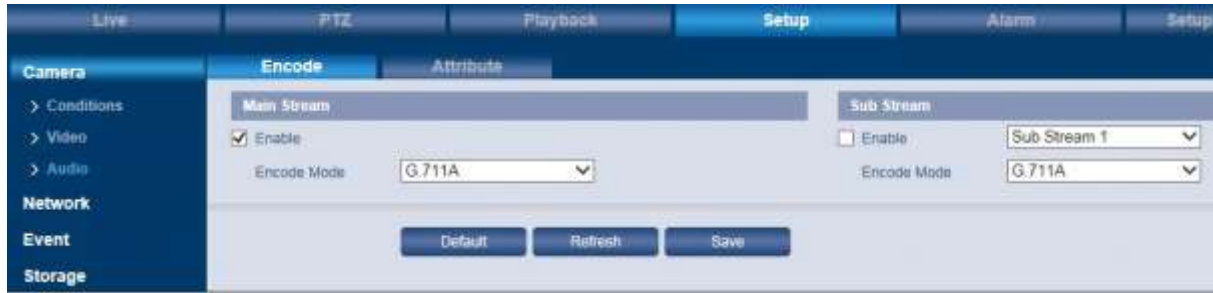 Live PTZ Playback Setup Alarm Setup
Camera
Encode Attribute
> Conditions
Main Stream Sub Stream
> Video
Enable Enable Sub Stream 1
> Audio
Encode Mode G.711A Encode Mode G.711A
Network
Event
Default Refresh Save
Storage